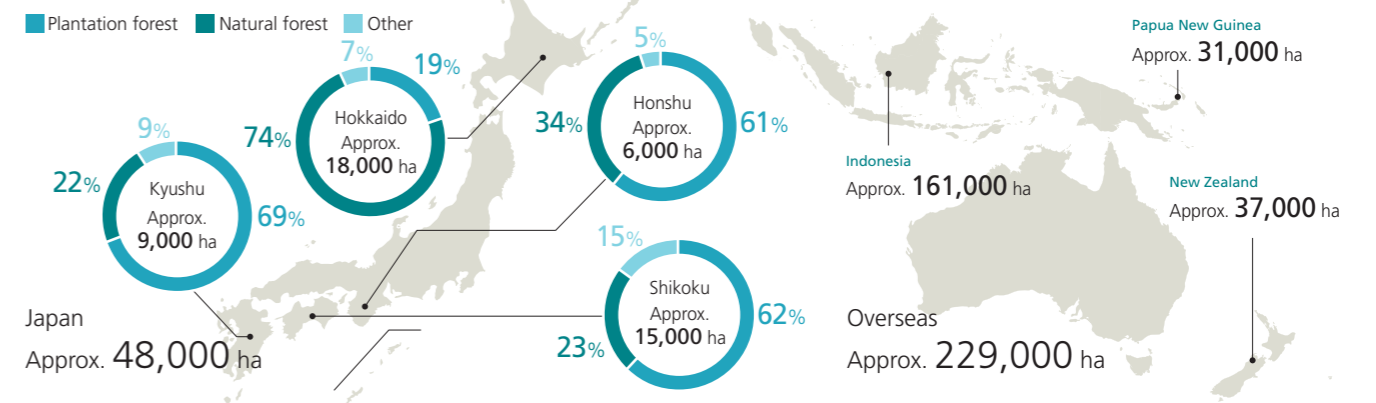 Plantation forest Natural forest Other
7%
19%
Hokkaido
Approx.
18,000 ha
74%
5%
34%
Honshu
Approx.
6,000 ha
61%
9%
22%
Kyushu
Approx.
9,000 ha
69%
15%
Shikoku
Approx.
15,000 ha
62%
23%
Japan
Approx. 48,000 ha
Papua New Guinea
Approx. 31,000 ha
Indonesia
Approx. 161,000 ha
New Zealand
Approx. 37,000 ha
Overseas
Approx. 229,000 ha